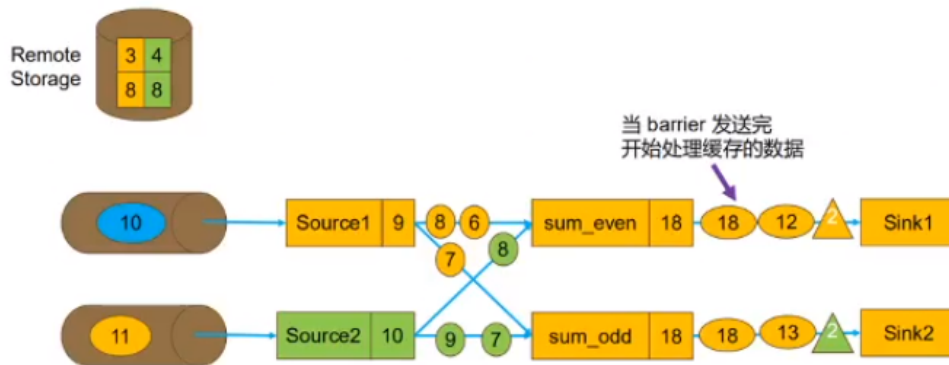 Remote
Storage
3 4
8 8
当 barrier 发送完
开始处理缓存的数据
10
Source1 9
8 6
sum_even 18
18 12 2
Sink1
7
8
11
Source2 10
9 7
sum_odd 18
18 13 2
Sink2